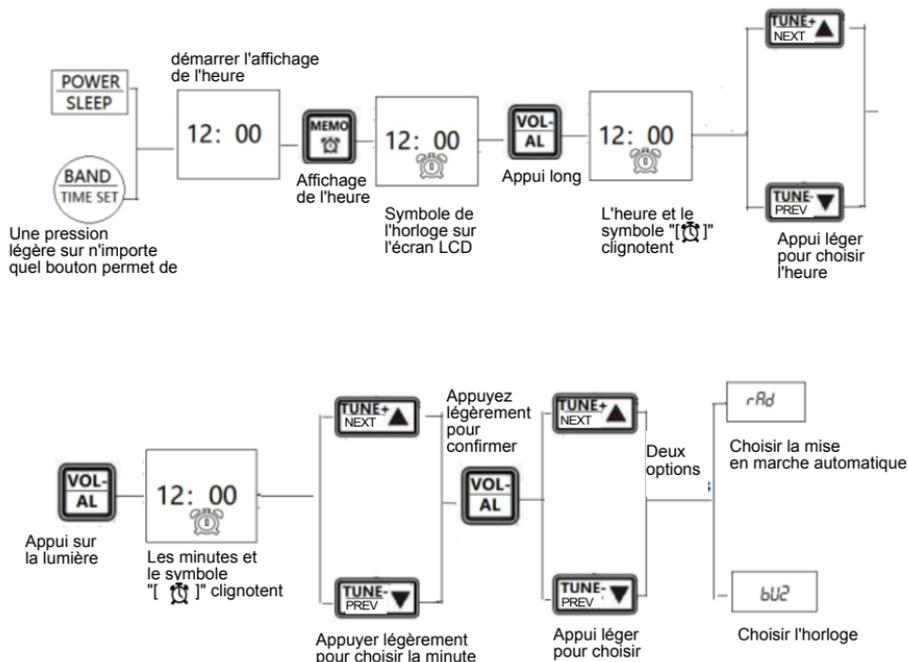 POWER
SLEEP
BAND
TIME SET
Une pression
légère sur n'importe
quel bouton permet de
démarrer l'affichage
de l'heure
12: 00
MEMO
Affichage
de l'heure
12: 00
Symbole de
l'horloge sur
l'écran LCD
VOL-
AL
Appui long
12: 00
L'heure et le
symbole "[⏰]"
clignotent
TUNE+
NEXT
TUNE-
PREV
Appui léger
pour choisir
l'heure
VOL-
AL
Appui sur
la lumière
12: 00
Les minutes et
le symbole
"[ ⏰ ]" clignotent
TUNE+
NEXT
TUNE-
PREV
Appuyer légèrement
pour choisir la minute
Appuyez
légèrement
pour
confirmer
VOL-
AL
TUNE+
NEXT
TUNE-
PREV
Appui léger
pour choisir
Deux
options
rAd
Choisir la mise
en marche automatique
bU2
Choisir l'horloge